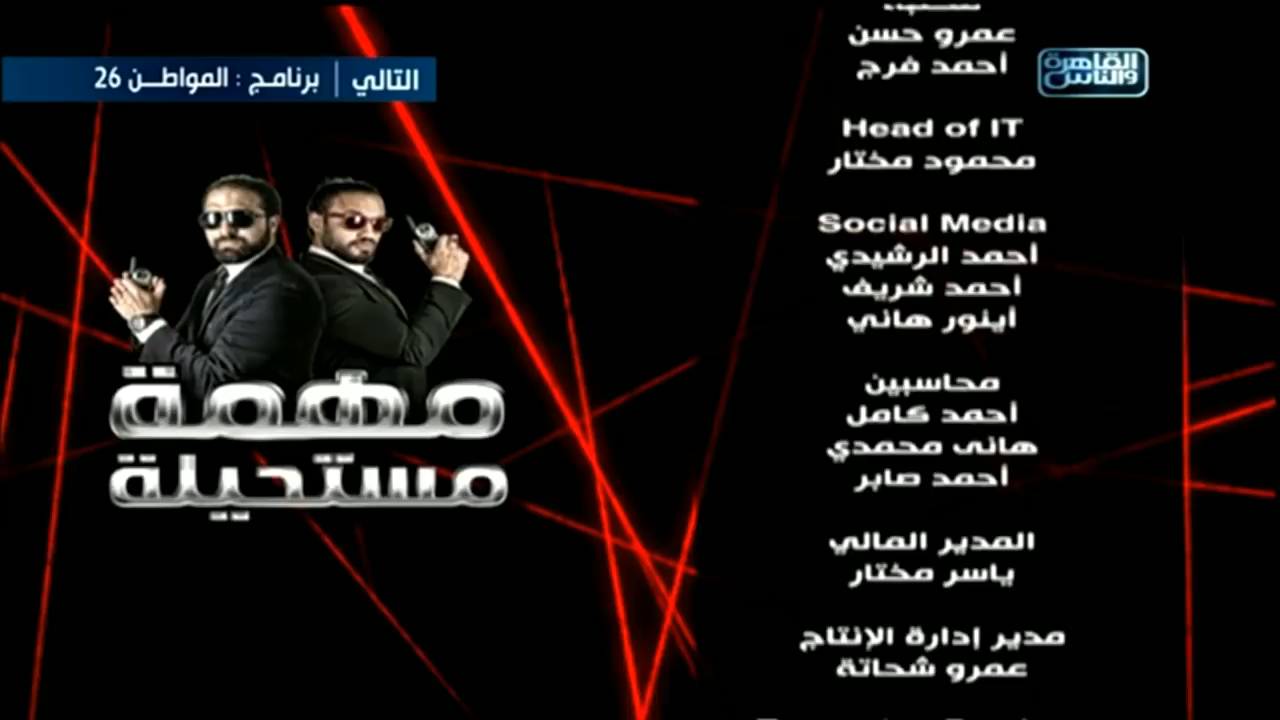 عمرو حسن
أحمد فرج
القاهرة
والناس
التالي | برنامج : المواطن 26
Head of IT
محمود مختار
Social Media
أحمد الرشيدي
أحمد شريف
أينور هاني
مهمة
مستحيلة
محاسبين
أحمد كامل
هانى محمدي
أحمد صابر
المدير المالي
ياسر مختار
مدير إدارة الإنتاج
عمرو شحاتة